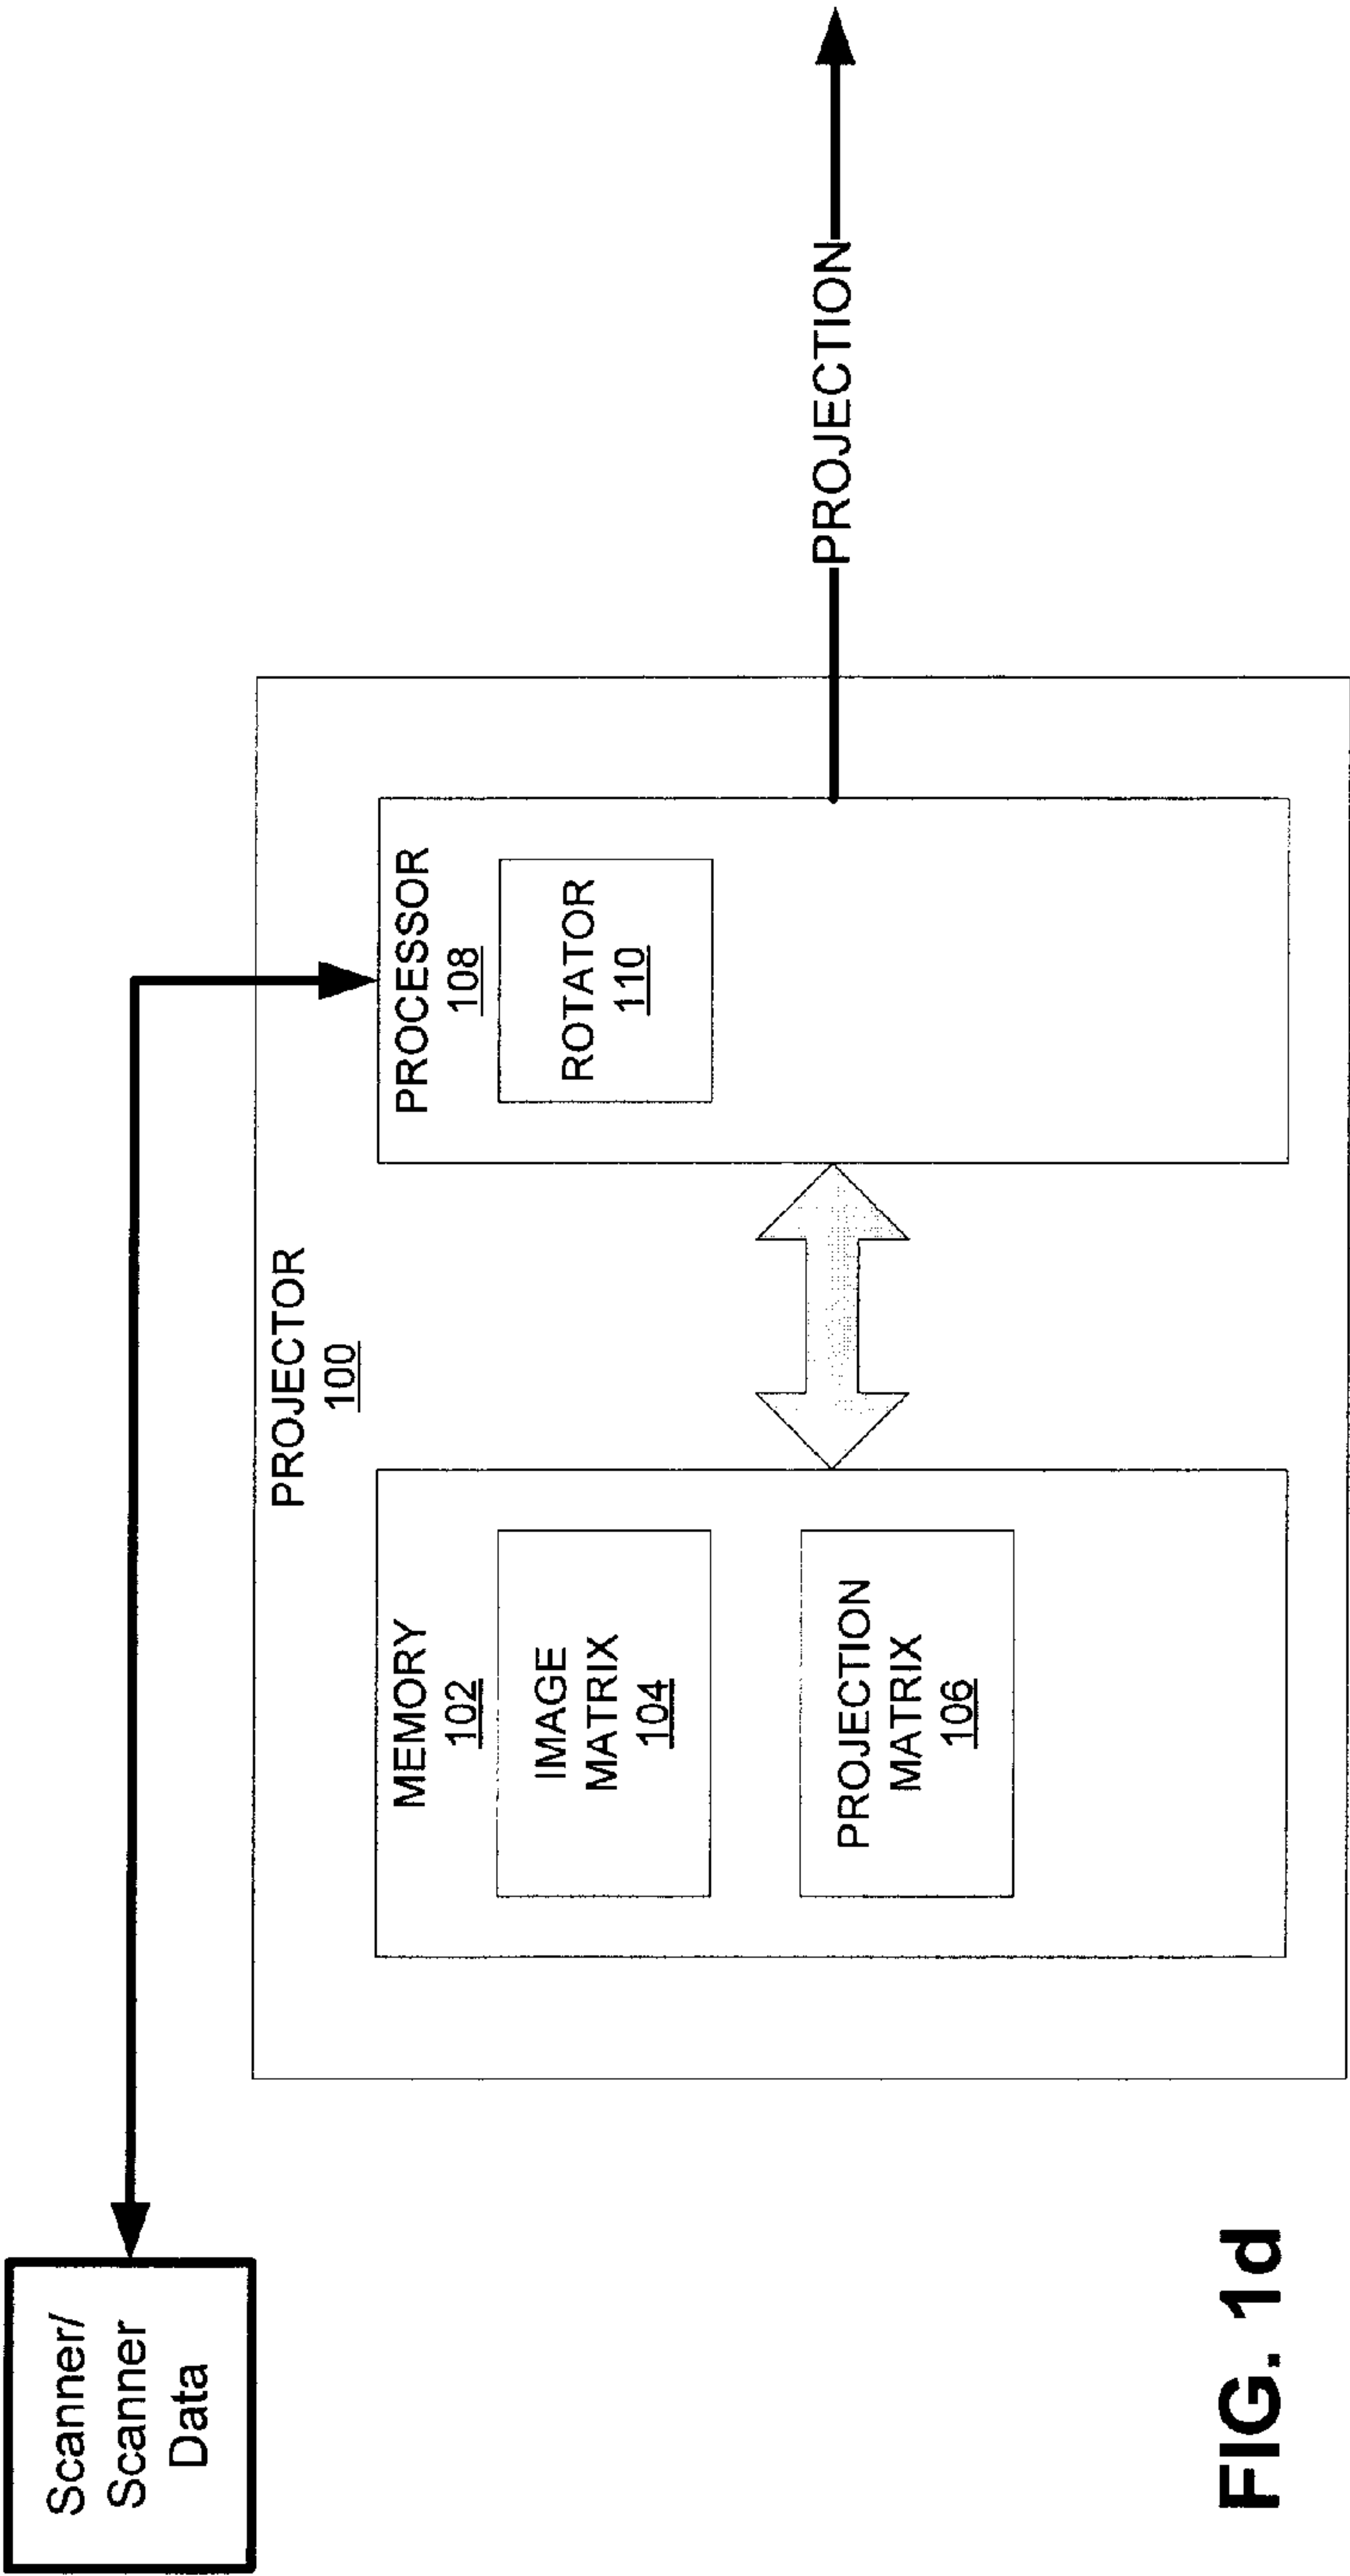 Scanner/
Scanner
Data
PROJECTOR
100
MEMORY
102
IMAGE
MATRIX
104
PROJECTION
MATRIX
106
PROCESSOR
108
ROTATOR
110
PROJECTION
FIG. 1d